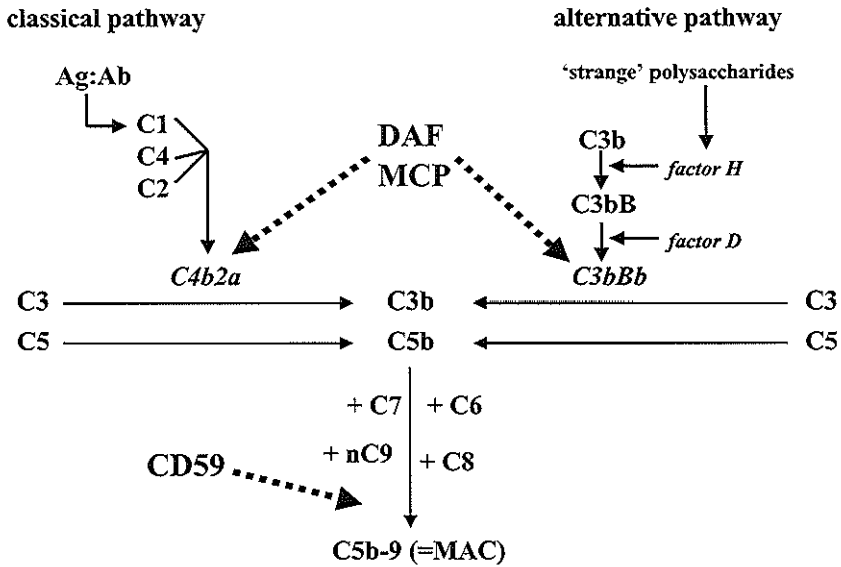 classical pathway
alternative pathway
Ag:Ab
'strange' polysaccharides
C1
C4
C2
DAF
MCP
C3b
factor H
C3bB
factor D
C4b2a
C3bBb
C3
C3b
C3
C5
C5b
C5
+ C7
+ C6
+ nC9
+ C8
CD59
C5b-9 (=MAC)